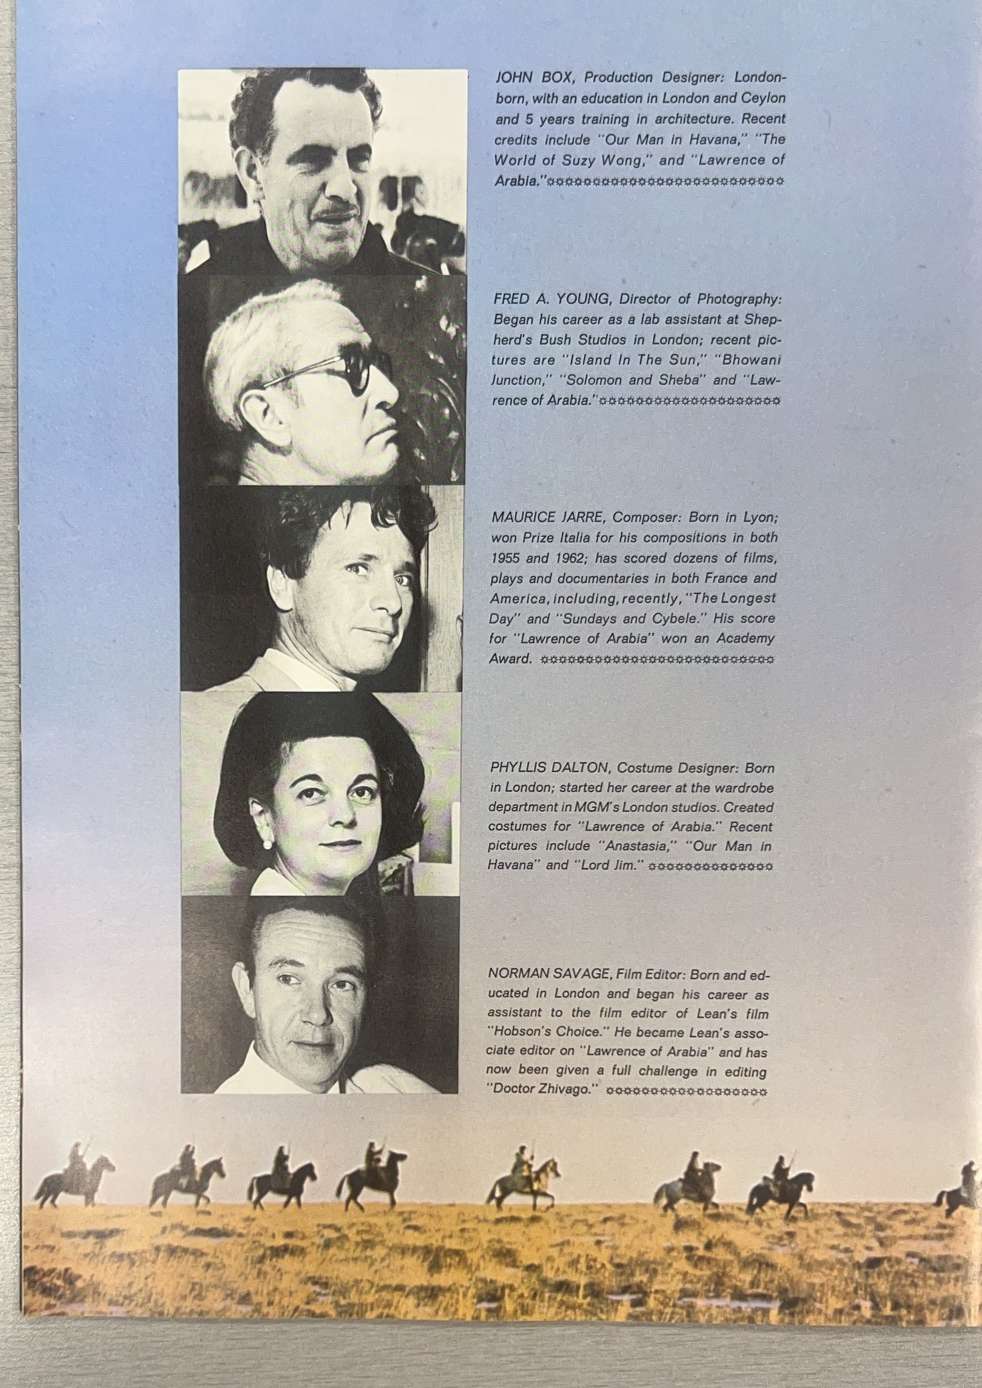 JOHN BOX, Production Designer: London-
born, with an education in London and Ceylon
and 5 years training in architecture. Recent
credits include "Our Man in Havana," "The
World of Suzy Wong," and "Lawrence of
Arabia."
FRED A. YOUNG, Director of Photography:
Began his career as a lab assistant at Shep-
herd's Bush Studios in London; recent pic-
tures are "Island In The Sun," "Bhowani
Junction," "Solomon and Sheba" and "Law-
rence of Arabia."
MAURICE JARRE, Composer: Born in Lyon;
won Prize Italia for his compositions in both
1955 and 1962; has scored dozens of films,
plays and documentaries in both France and
America, including, recently, "The Longest
Day" and "Sundays and Cybele." His score
for "Lawrence of Arabia" won an Academy
Award.
PHYLLIS DALTON, Costume Designer: Born
in London; started her career at the wardrobe
department in MGM's London studios. Created
costumes for "Lawrence of Arabia." Recent
pictures include "Anastasia," "Our Man in
Havana" and "Lord Jim."
NORMAN SAVAGE, Film Editor: Born and ed-
ucated in London and began his career as
assistant to the film editor of Lean's film
"Hobson's Choice." He became Lean's asso-
ciate editor on "Lawrence of Arabia" and has
now been given a full challenge in editing
"Doctor Zhivago."